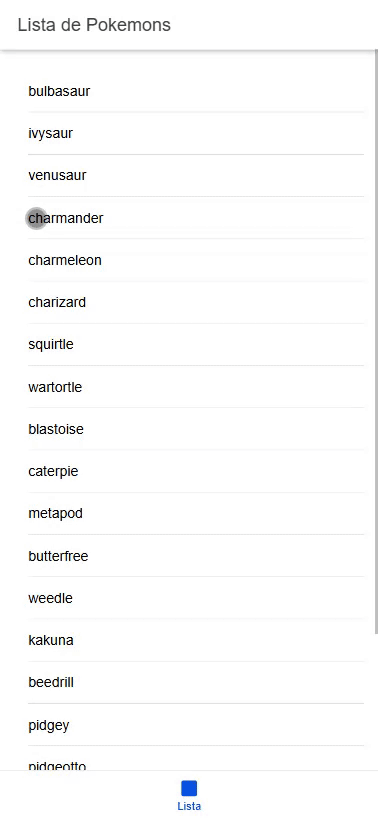 Lista de Pokemons
bulbasaur
ivysaur
venusaur
charmander
charmeleon
charizard
squirtle
wartortle
blastoise
caterpie
metapod
butterfree
weedle
kakuna
beedrill
pidgey
pidgeotto
Lista